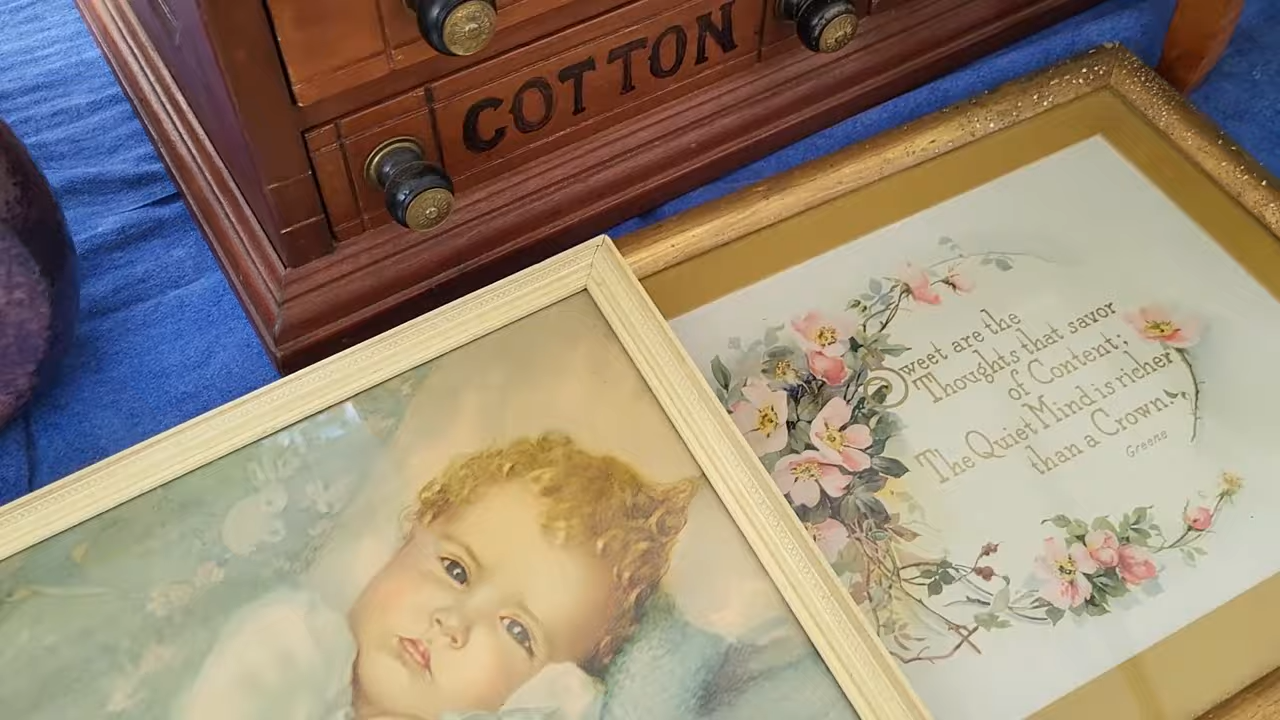 COTTON
Sweet are the
Thoughts that savor
of Content;
The Quiet Mind is richer
than a Crown.
Greene